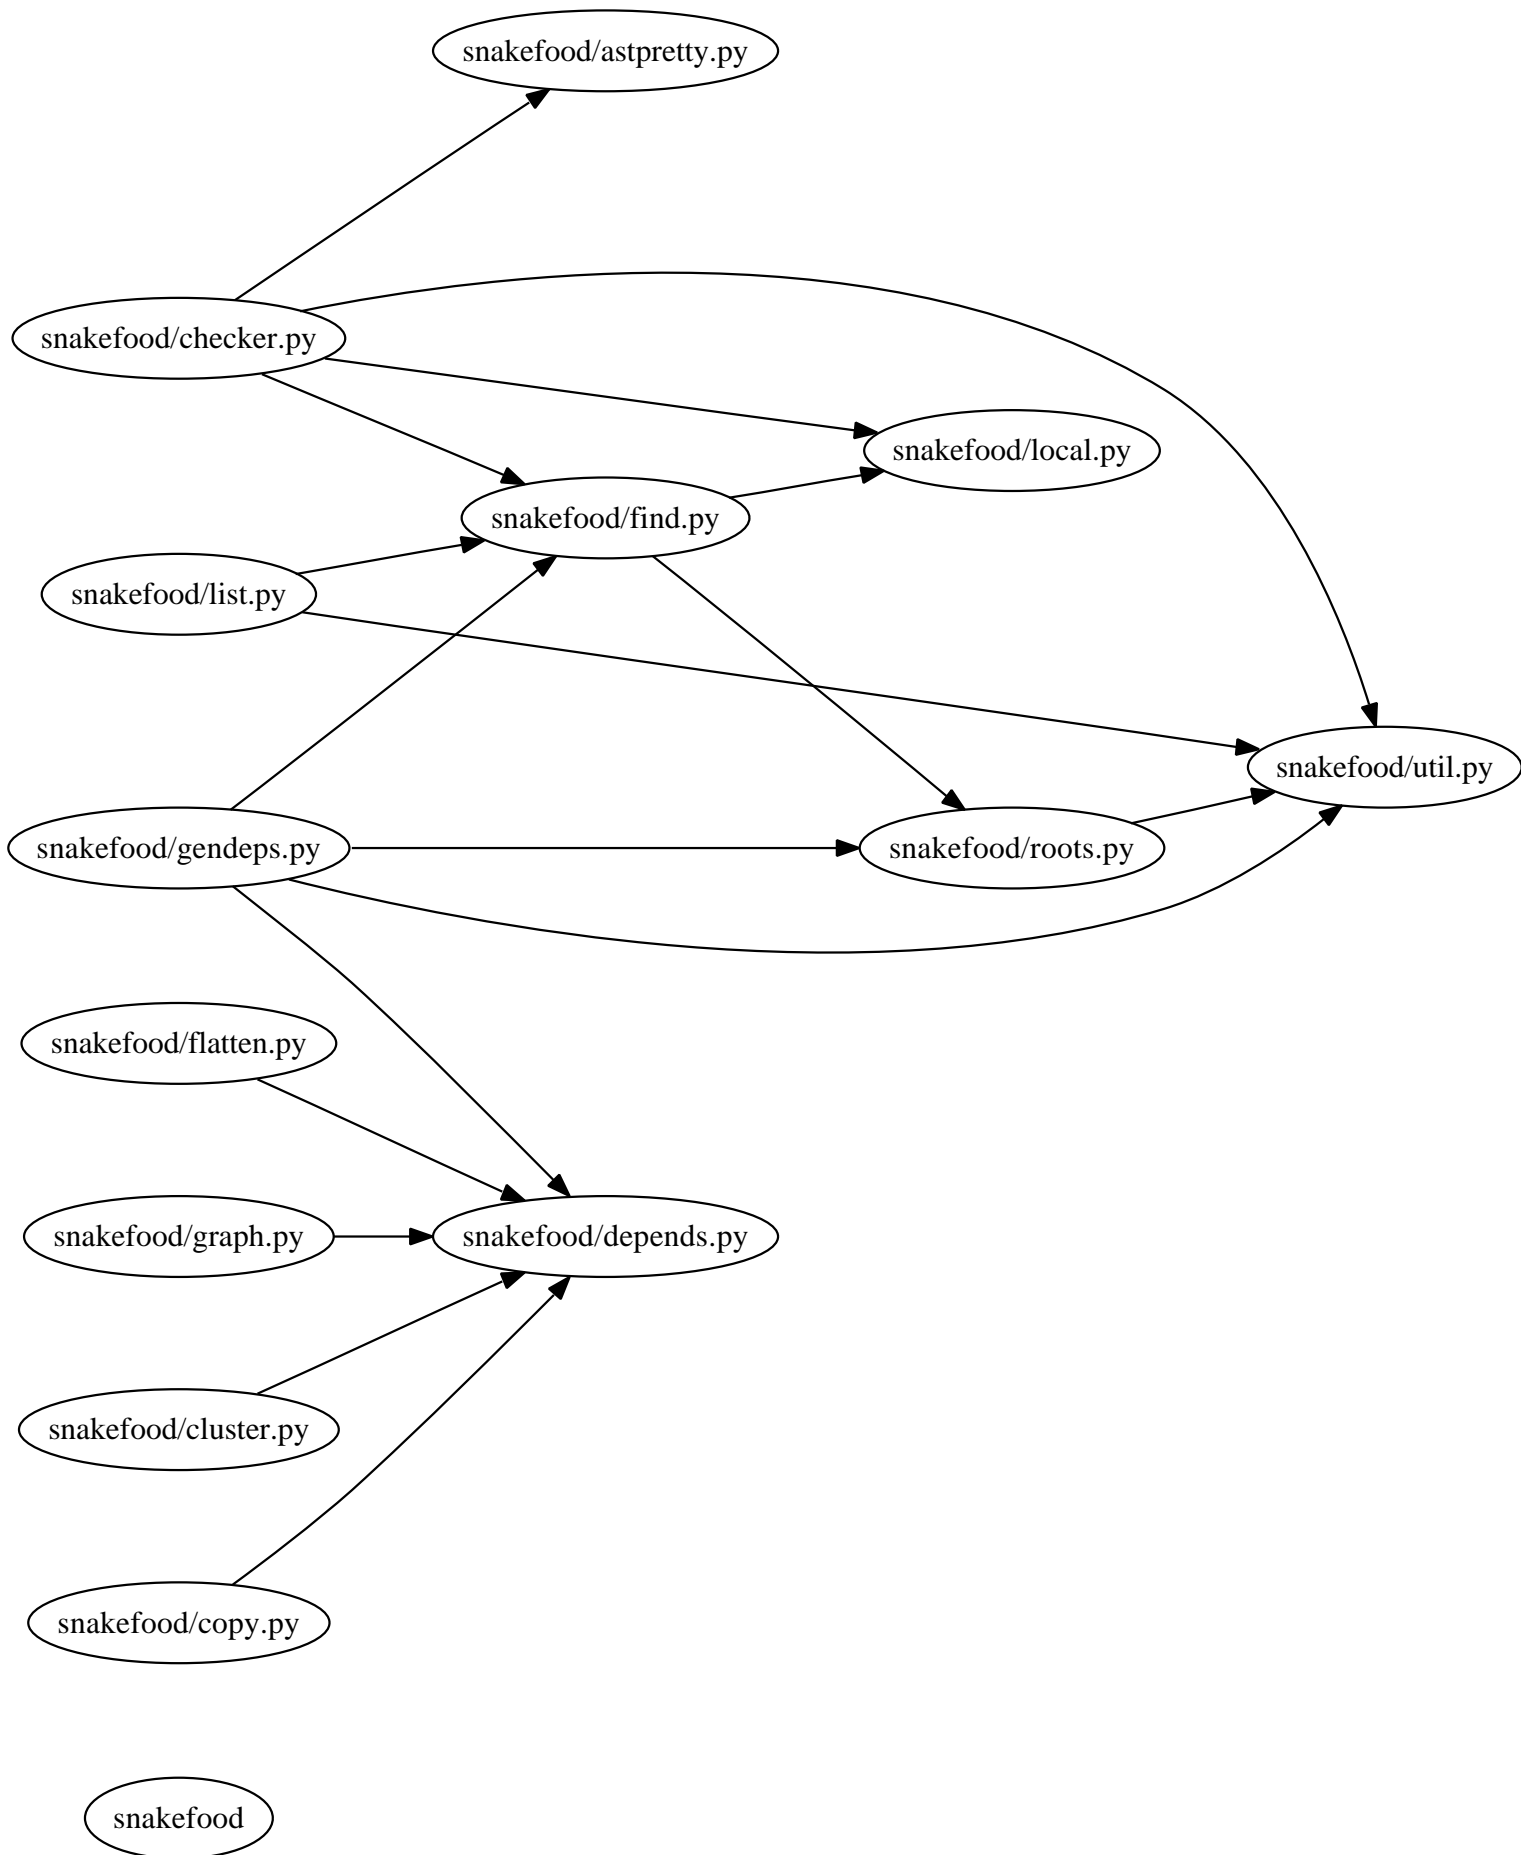 snakefood/astpretty.py
snakefood/checker.py
snakefood/local.py
snakefood/find.py
snakefood/list.py
snakefood/util.py
snakefood/gendeps.py
snakefood/roots.py
snakefood/flatten.py
snakefood/graph.py
snakefood/depends.py
snakefood/cluster.py
snakefood/copy.py
snakefood